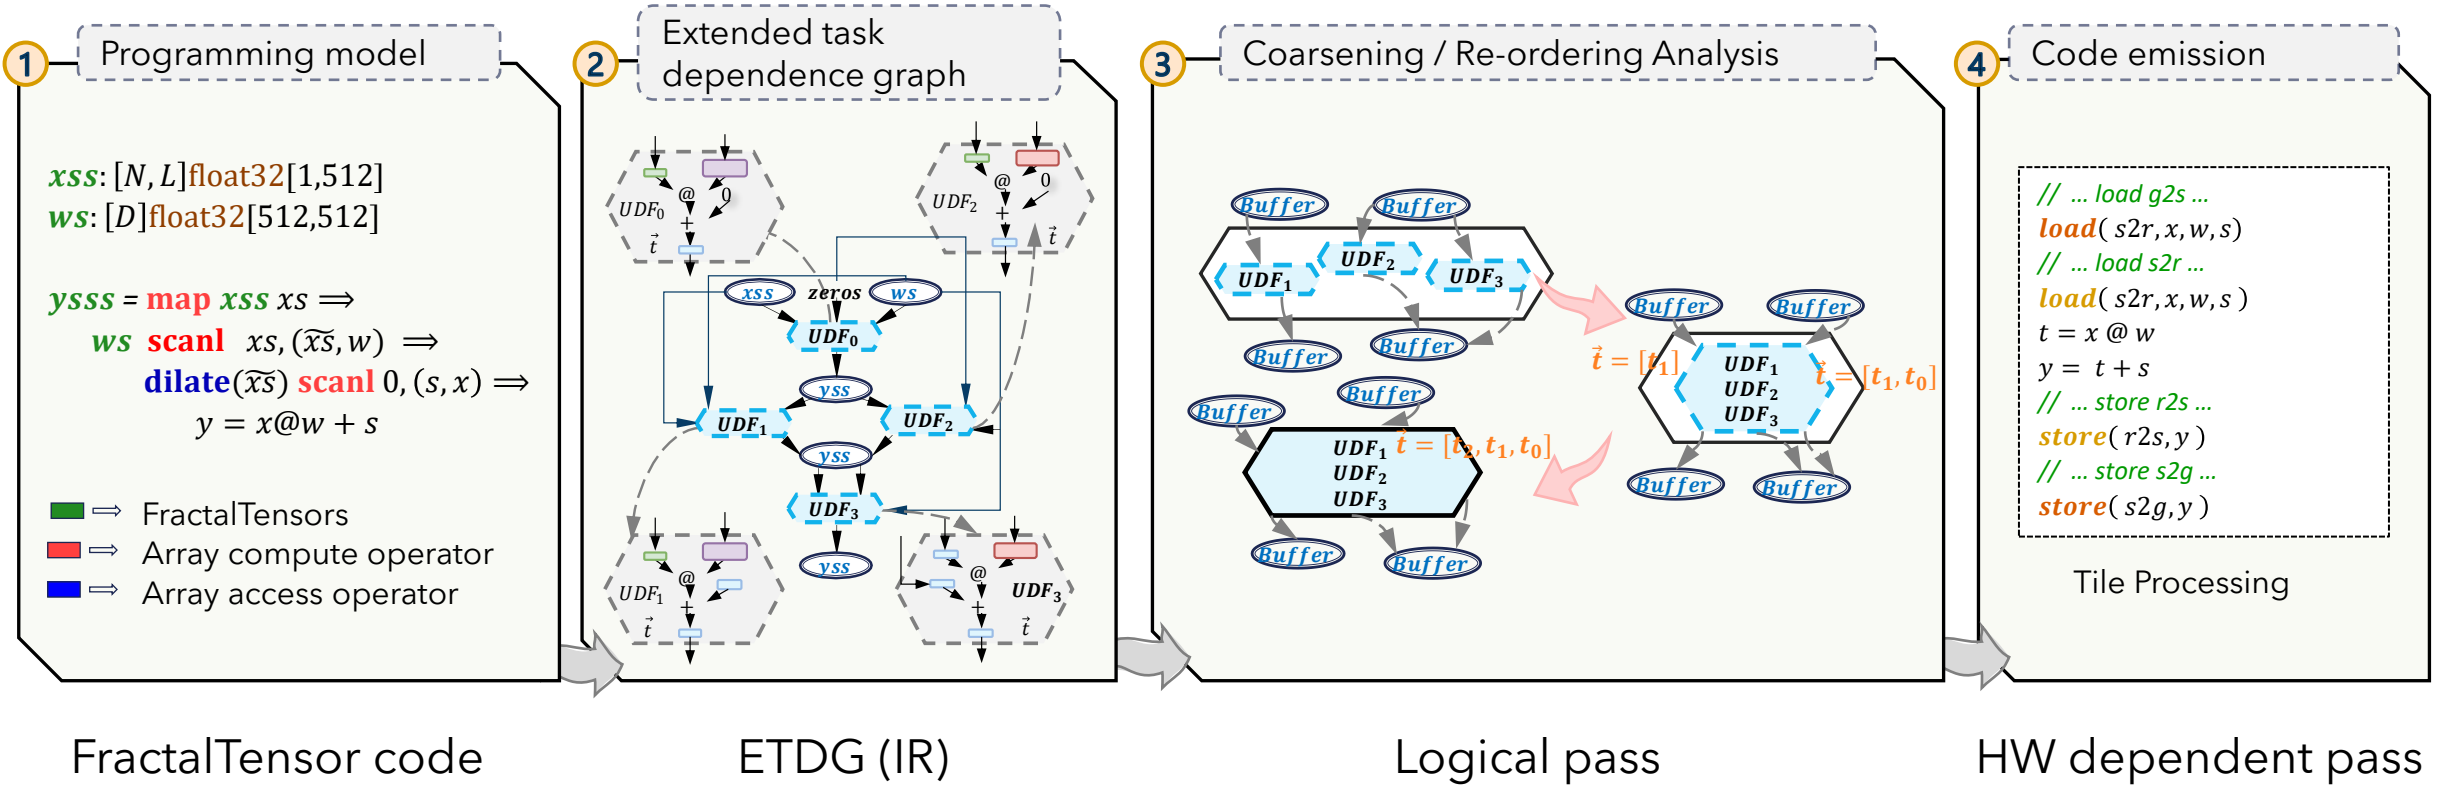 1
Programming model
xss: [N, L]float32[1,512]
ws: [D]float32[512,512]
ysss = map xss xs ⟹
ws scanl xs, (x͠s, w) ⟹
dilate(x͠s) scanl 0, (s, x) ⟹
y = x@w + s
⇒ FractalTensors
⇒ Array compute operator
⇒ Array access operator
FractalTensor code
2
Extended task
dependence graph
@ 0
UDF₀
+
t⃗
@ 0
UDF₂
+
t⃗
xss zeros ws
UDF₀
yss
UDF₁ UDF₂
yss
UDF₃
yss
@
UDF₁
+
t⃗
@
UDF₃
+
t⃗
ETDG (IR)
3
Coarsening / Re-ordering Analysis
Buffer Buffer
UDF₁ UDF₂ UDF₃
Buffer Buffer
t⃗ = [t₁]
Buffer Buffer
UDF₁
UDF₂
UDF₃
t⃗ = [t₁, t₀]
Buffer Buffer
Buffer Buffer
UDF₁
UDF₂
UDF₃
t⃗ = [t₂, t₁, t₀]
Buffer Buffer
Logical pass
4
Code emission
// ... load g2s ...
load( s2r, x, w, s)
// ... load s2r ...
load( s2r, x, w, s )
t = x @ w
y = t + s
// ... store r2s ...
store( r2s, y )
// ... store s2g ...
store( s2g, y )
Tile Processing
HW dependent pass